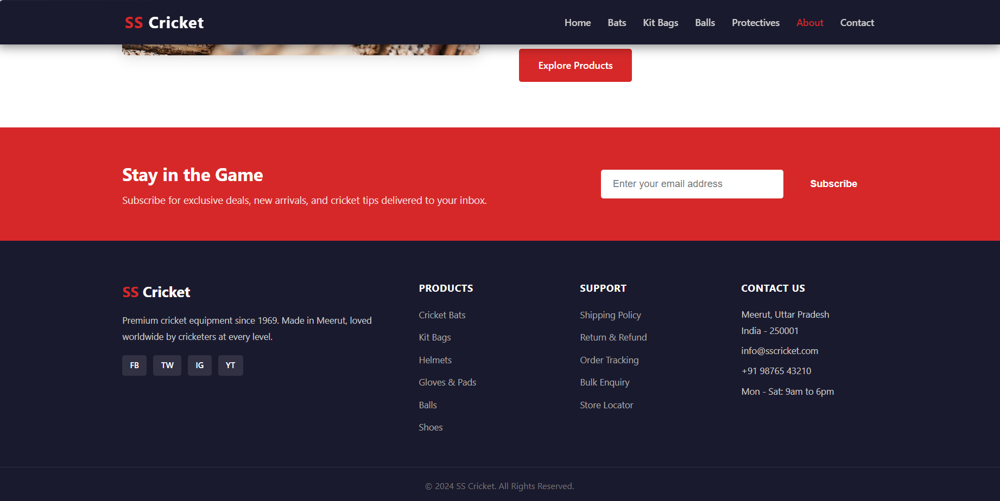 SS Cricket
Home Bats Kit Bags Balls Protectives About Contact
Explore Products
Stay in the Game
Subscribe for exclusive deals, new arrivals, and cricket tips delivered to your inbox.
Enter your email address
Subscribe
SS Cricket
Premium cricket equipment since 1969. Made in Meerut, loved
worldwide by cricketers at every level.
FB TW IG YT
PRODUCTS
Cricket Bats
Kit Bags
Helmets
Gloves & Pads
Balls
Shoes
SUPPORT
Shipping Policy
Return & Refund
Order Tracking
Bulk Enquiry
Store Locator
CONTACT US
Meerut, Uttar Pradesh
India - 250001
info@sscricket.com
+91 98765 43210
Mon - Sat: 9am to 6pm
© 2024 SS Cricket. All Rights Reserved.